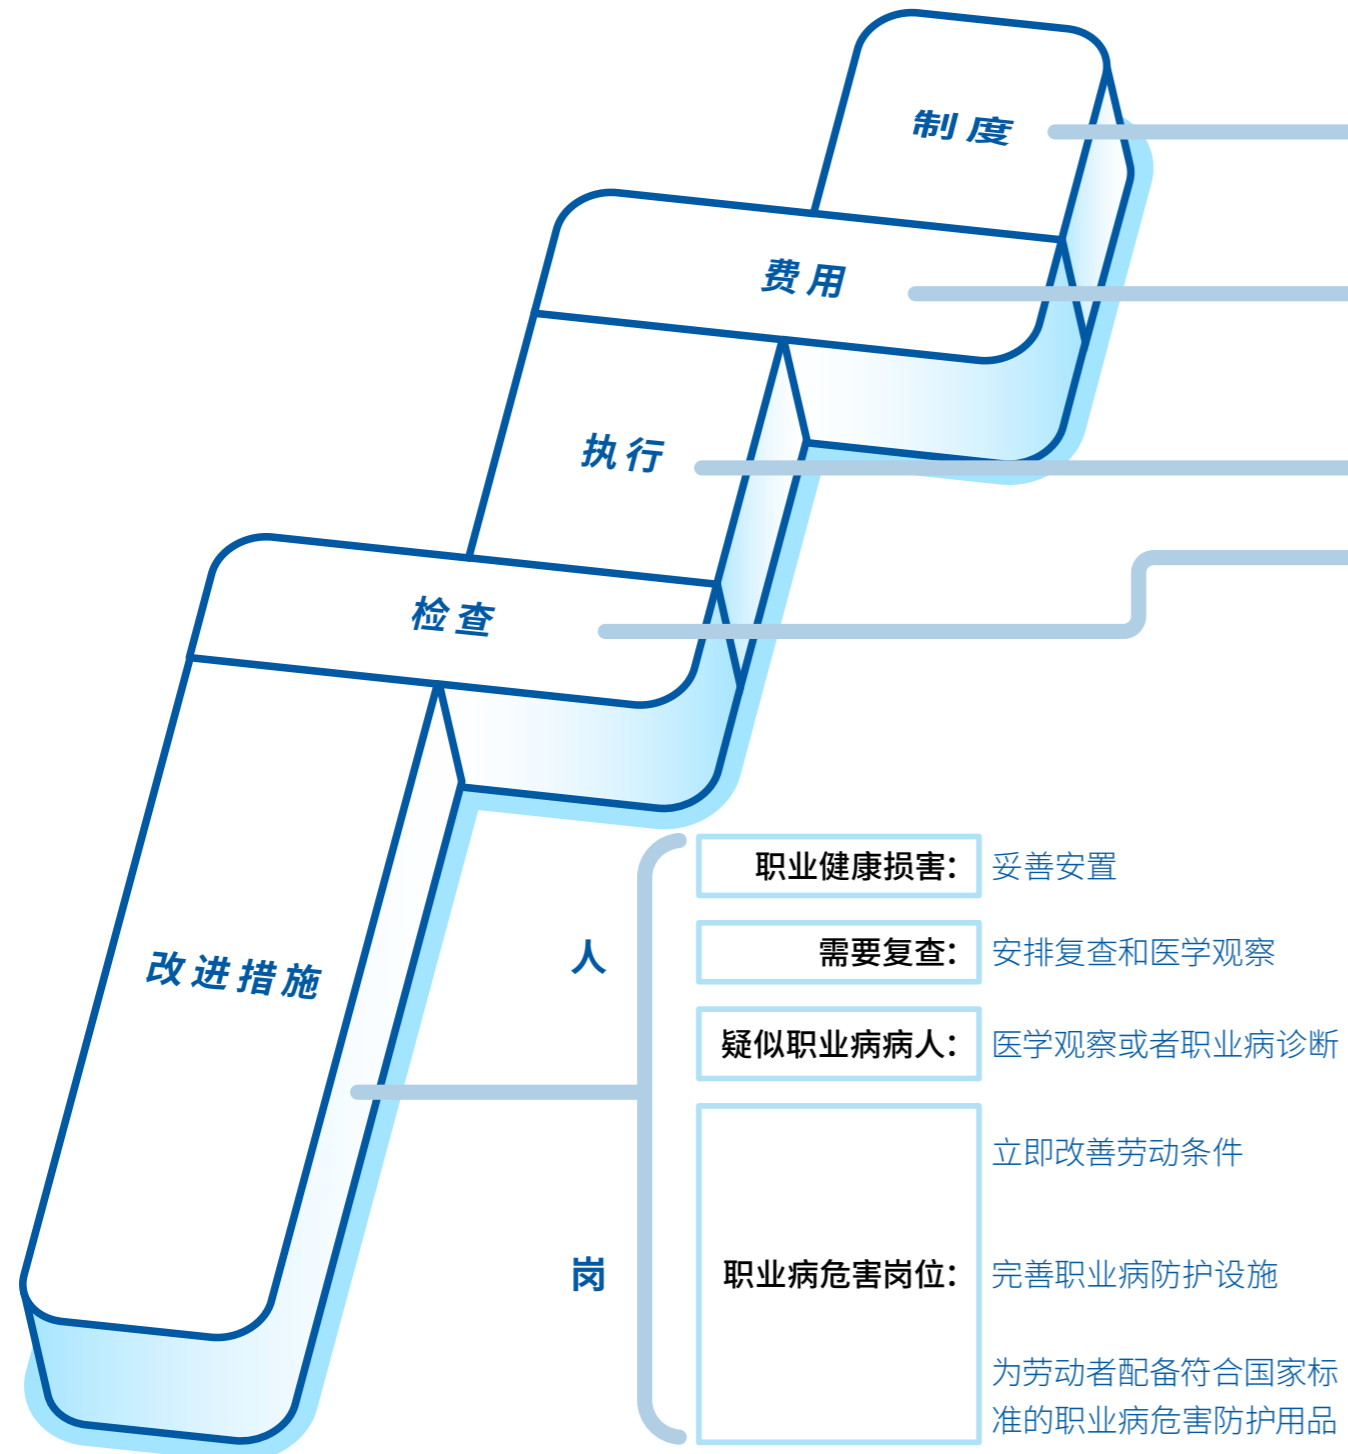 制度
费用
执行
检查
改进措施
人
职业健康损害： 妥善安置
需要复查： 安排复查和医学观察
疑似职业病病人： 医学观察或者职业病诊断
岗
立即改善劳动条件
职业病危害岗位： 完善职业病防护设施
为劳动者配备符合国家标
准的职业病危害防护用品